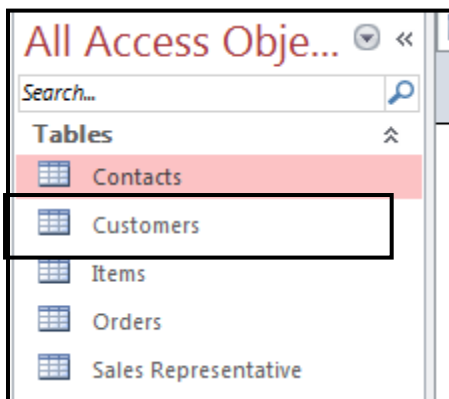 All Access Obje...
Search...
Tables
Contacts
Customers
Items
Orders
Sales Representative